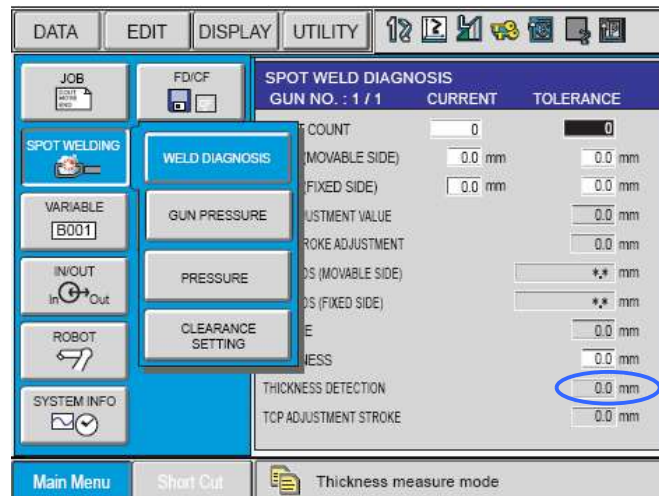 DATA EDIT DISPLAY UTILITY
JOB
FD/CF
SPOT WELDING
WELD DIAGNOSIS
GUN PRESSURE
PRESSURE
CLEARANCE
SETTING
VARIABLE
B001
IN/OUT
In Out
ROBOT
SYSTEM INFO
SPOT WELD DIAGNOSIS
GUN NO. : 1 / 1 CURRENT TOLERANCE
COUNT 0 0
(MOVABLE SIDE) 0.0 mm 0.0 mm
(FIXED SIDE) 0.0 mm 0.0 mm
USTMENT VALUE 0.0 mm
ROKE ADJUSTMENT 0.0 mm
OS (MOVABLE SIDE) *.* mm
OS (FIXED SIDE) *.* mm
E 0.0 mm
NESS 0.0 mm
THICKNESS DETECTION 0.0 mm
TCP ADJUSTMENT STROKE 0.0 mm
Main Menu Short Cut Thickness measure mode